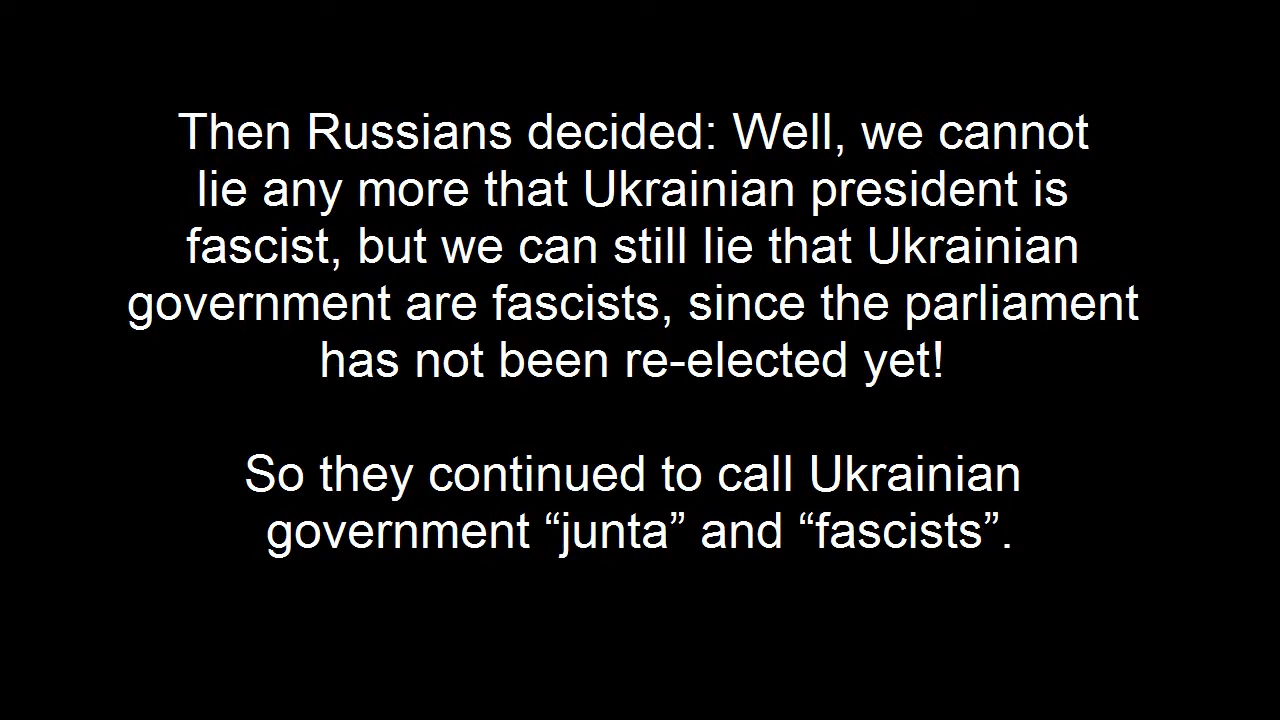 Then Russians decided: Well, we cannot
lie any more that Ukrainian president is
fascist, but we can still lie that Ukrainian
government are fascists, since the parliament
has not been re-elected yet!
So they continued to call Ukrainian
government “junta” and “fascists”.